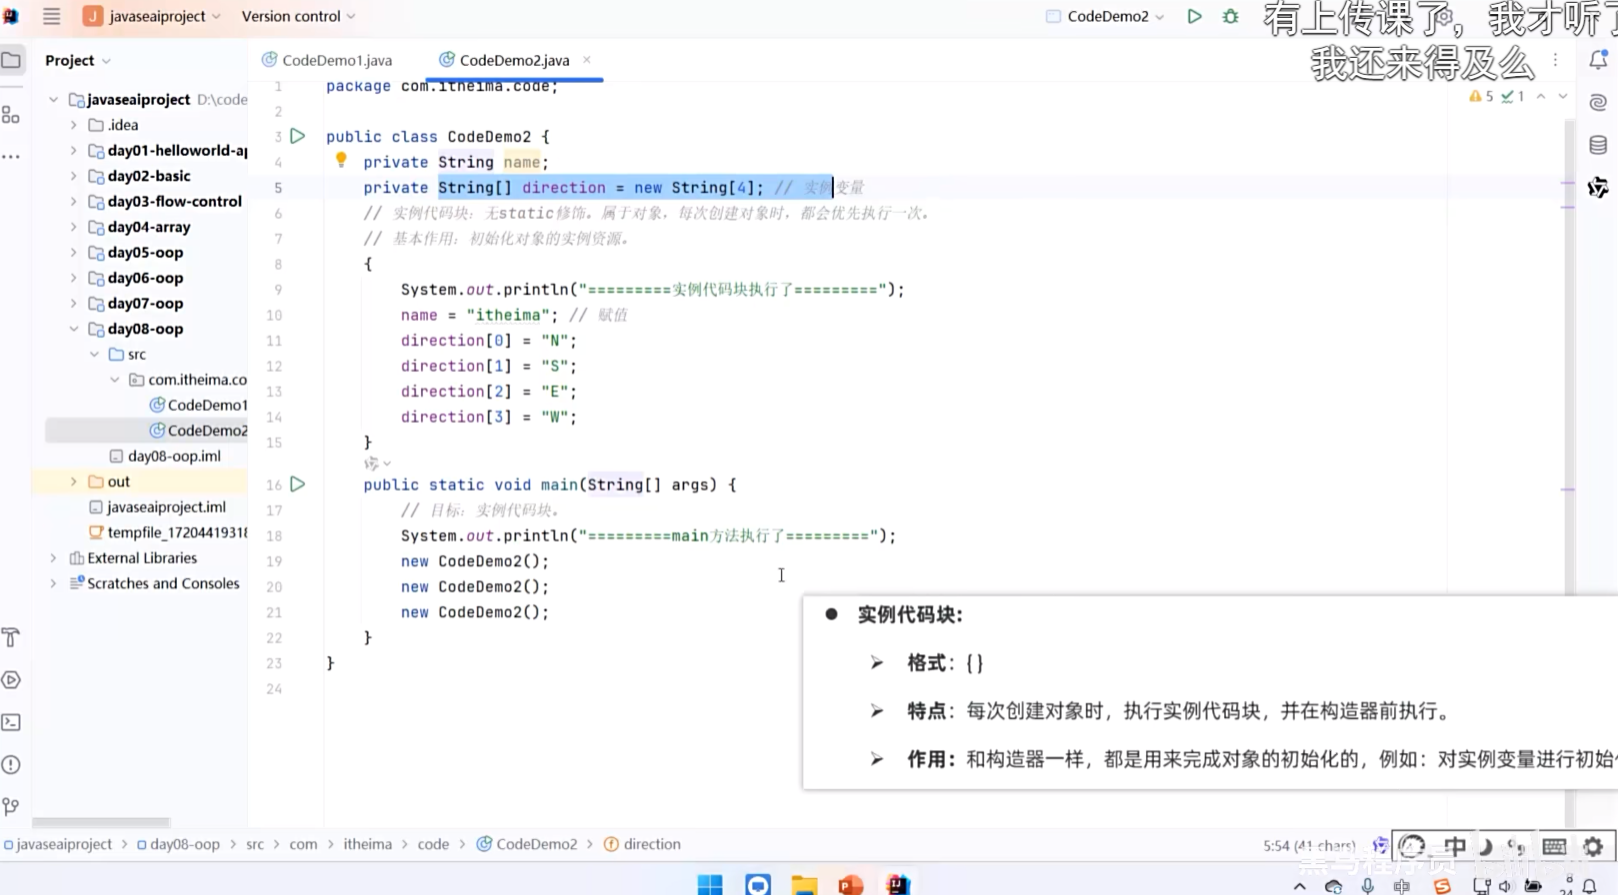 javaseaiproject
Version control
CodeDemo2
有上传课了，我才听了
我还来得及么
Project
CodeDemo1.java
CodeDemo2.java
5
1
javaseaiproject D:\code
.idea
day01-helloworld-ap
day02-basic
day03-flow-control
day04-array
day05-oop
day06-oop
day07-oop
day08-oop
src
com.itheima.co
CodeDemo1
CodeDemo2
day08-oop.iml
out
javaseaiproject.iml
tempfile_17204419318
External Libraries
Scratches and Consoles
1 package com.itheima.code;
2
3 public class CodeDemo2 {
4 private String name;
5 private String[] direction = new String[4]; // 实例变量
6 // 实例代码块：无static修饰。属于对象，每次创建对象时，都会优先执行一次。
7 // 基本作用：初始化对象的实例资源。
8 {
9 System.out.println("=========实例代码块执行了=========");
10 name = "itheima"; // 赋值
11 direction[0] = "N";
12 direction[1] = "S";
13 direction[2] = "E";
14 direction[3] = "W";
15 }
16 public static void main(String[] args) {
17 // 目标：实例代码块。
18 System.out.println("=========main方法执行了=========");
19 new CodeDemo2();
20 new CodeDemo2();
21 new CodeDemo2();
22 }
23 }
24
● 实例代码块:
➢ 格式：{}
➢ 特点：每次创建对象时，执行实例代码块，并在构造器前执行。
➢ 作用：和构造器一样，都是用来完成对象的初始化的，例如：对实例变量进行初始
javaseaiproject > day08-oop > src > com > itheima > code > CodeDemo2 > direction
5:54 (41 chars)
中
黑马程序员
中